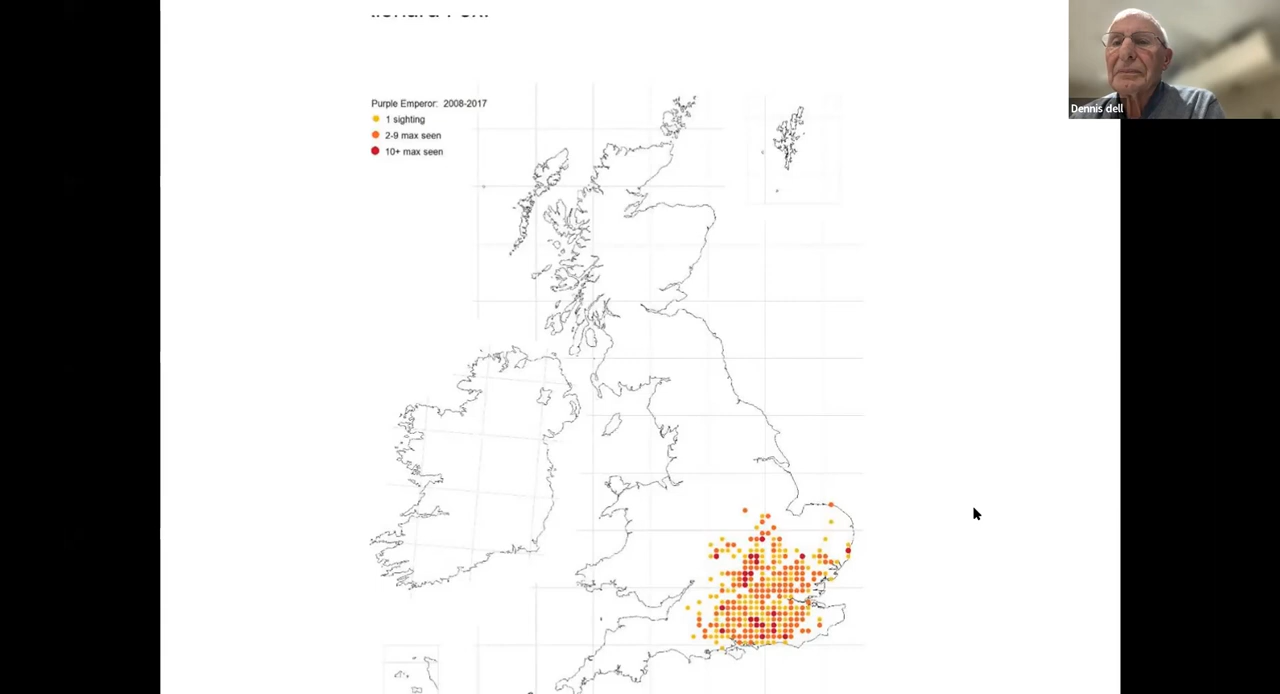 Purple Emperor: 2008-2017
1 sighting
2-9 max seen
10+ max seen
Dennis dell